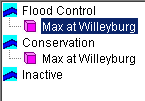 Flood Control
Max at Willeyburg
Conservation
Max at Willeyburg
Inactive